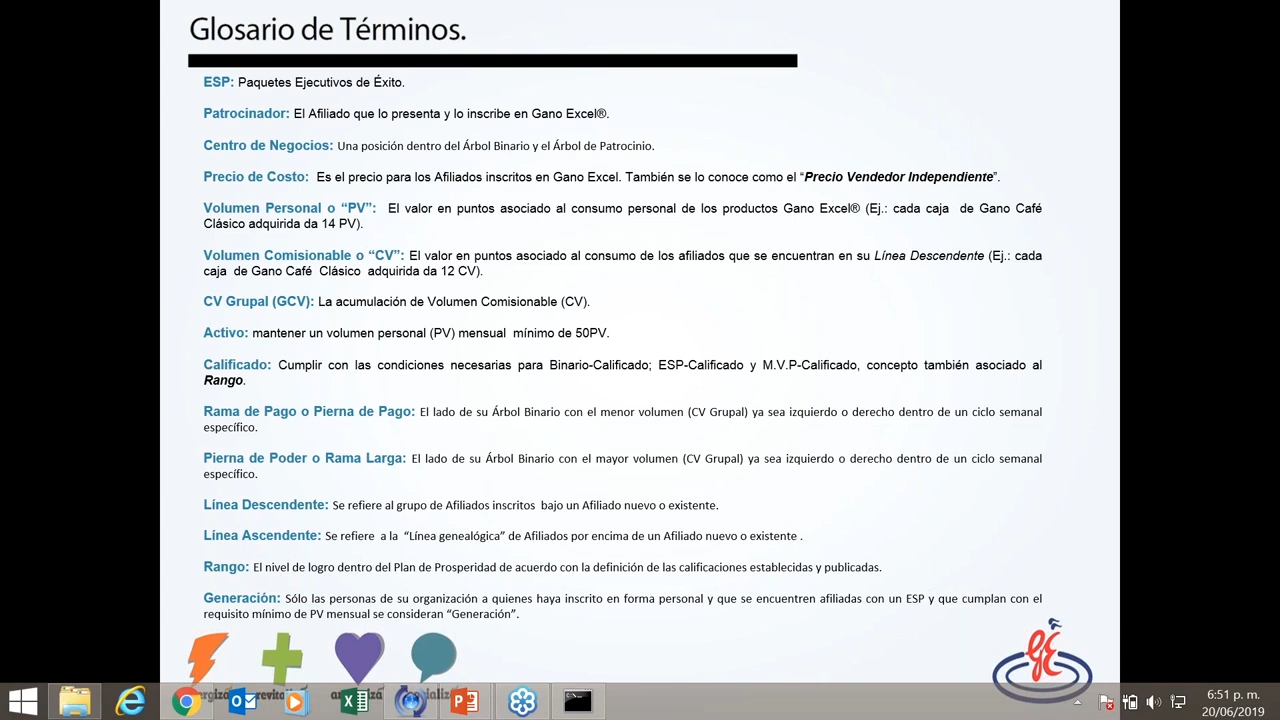 Glosario de Términos.
ESP: Paquetes Ejecutivos de Éxito.
Patrocinador: El Afiliado que lo presenta y lo inscribe en Gano Excel®.
Centro de Negocios: Una posición dentro del Árbol Binario y el Árbol de Patrocinio.
Precio de Costo: Es el precio para los Afiliados inscritos en Gano Excel. También se lo conoce como el “Precio Vendedor Independiente”.
Volumen Personal o “PV”: El valor en puntos asociado al consumo personal de los productos Gano Excel® (Ej.: cada caja de Gano Café
Clásico adquirida da 14 PV).
Volumen Comisionable o “CV”: El valor en puntos asociado al consumo de los afiliados que se encuentran en su Línea Descendente (Ej.: cada
caja de Gano Café Clásico adquirida da 12 CV).
CV Grupal (GCV): La acumulación de Volumen Comisionable (CV).
Activo: mantener un volumen personal (PV) mensual mínimo de 50PV.
Calificado: Cumplir con las condiciones necesarias para Binario-Calificado; ESP-Calificado y M.V.P-Calificado, concepto también asociado al
Rango.
Rama de Pago o Pierna de Pago: El lado de su Árbol Binario con el menor volumen (CV Grupal) ya sea izquierdo o derecho dentro de un ciclo semanal
específico.
Pierna de Poder o Rama Larga: El lado de su Árbol Binario con el mayor volumen (CV Grupal) ya sea izquierdo o derecho dentro de un ciclo semanal
específico.
Línea Descendente: Se refiere al grupo de Afiliados inscritos bajo un Afiliado nuevo o existente.
Línea Ascendente: Se refiere a la “Línea genealógica” de Afiliados por encima de un Afiliado nuevo o existente .
Rango: El nivel de logro dentro del Plan de Prosperidad de acuerdo con la definición de las calificaciones establecidas y publicadas.
Generación: Sólo las personas de su organización a quienes haya inscrito en forma personal y que se encuentren afiliadas con un ESP y que cumplan con el
requisito mínimo de PV mensual se consideran “Generación”.
6:51 p. m.
20/06/2019